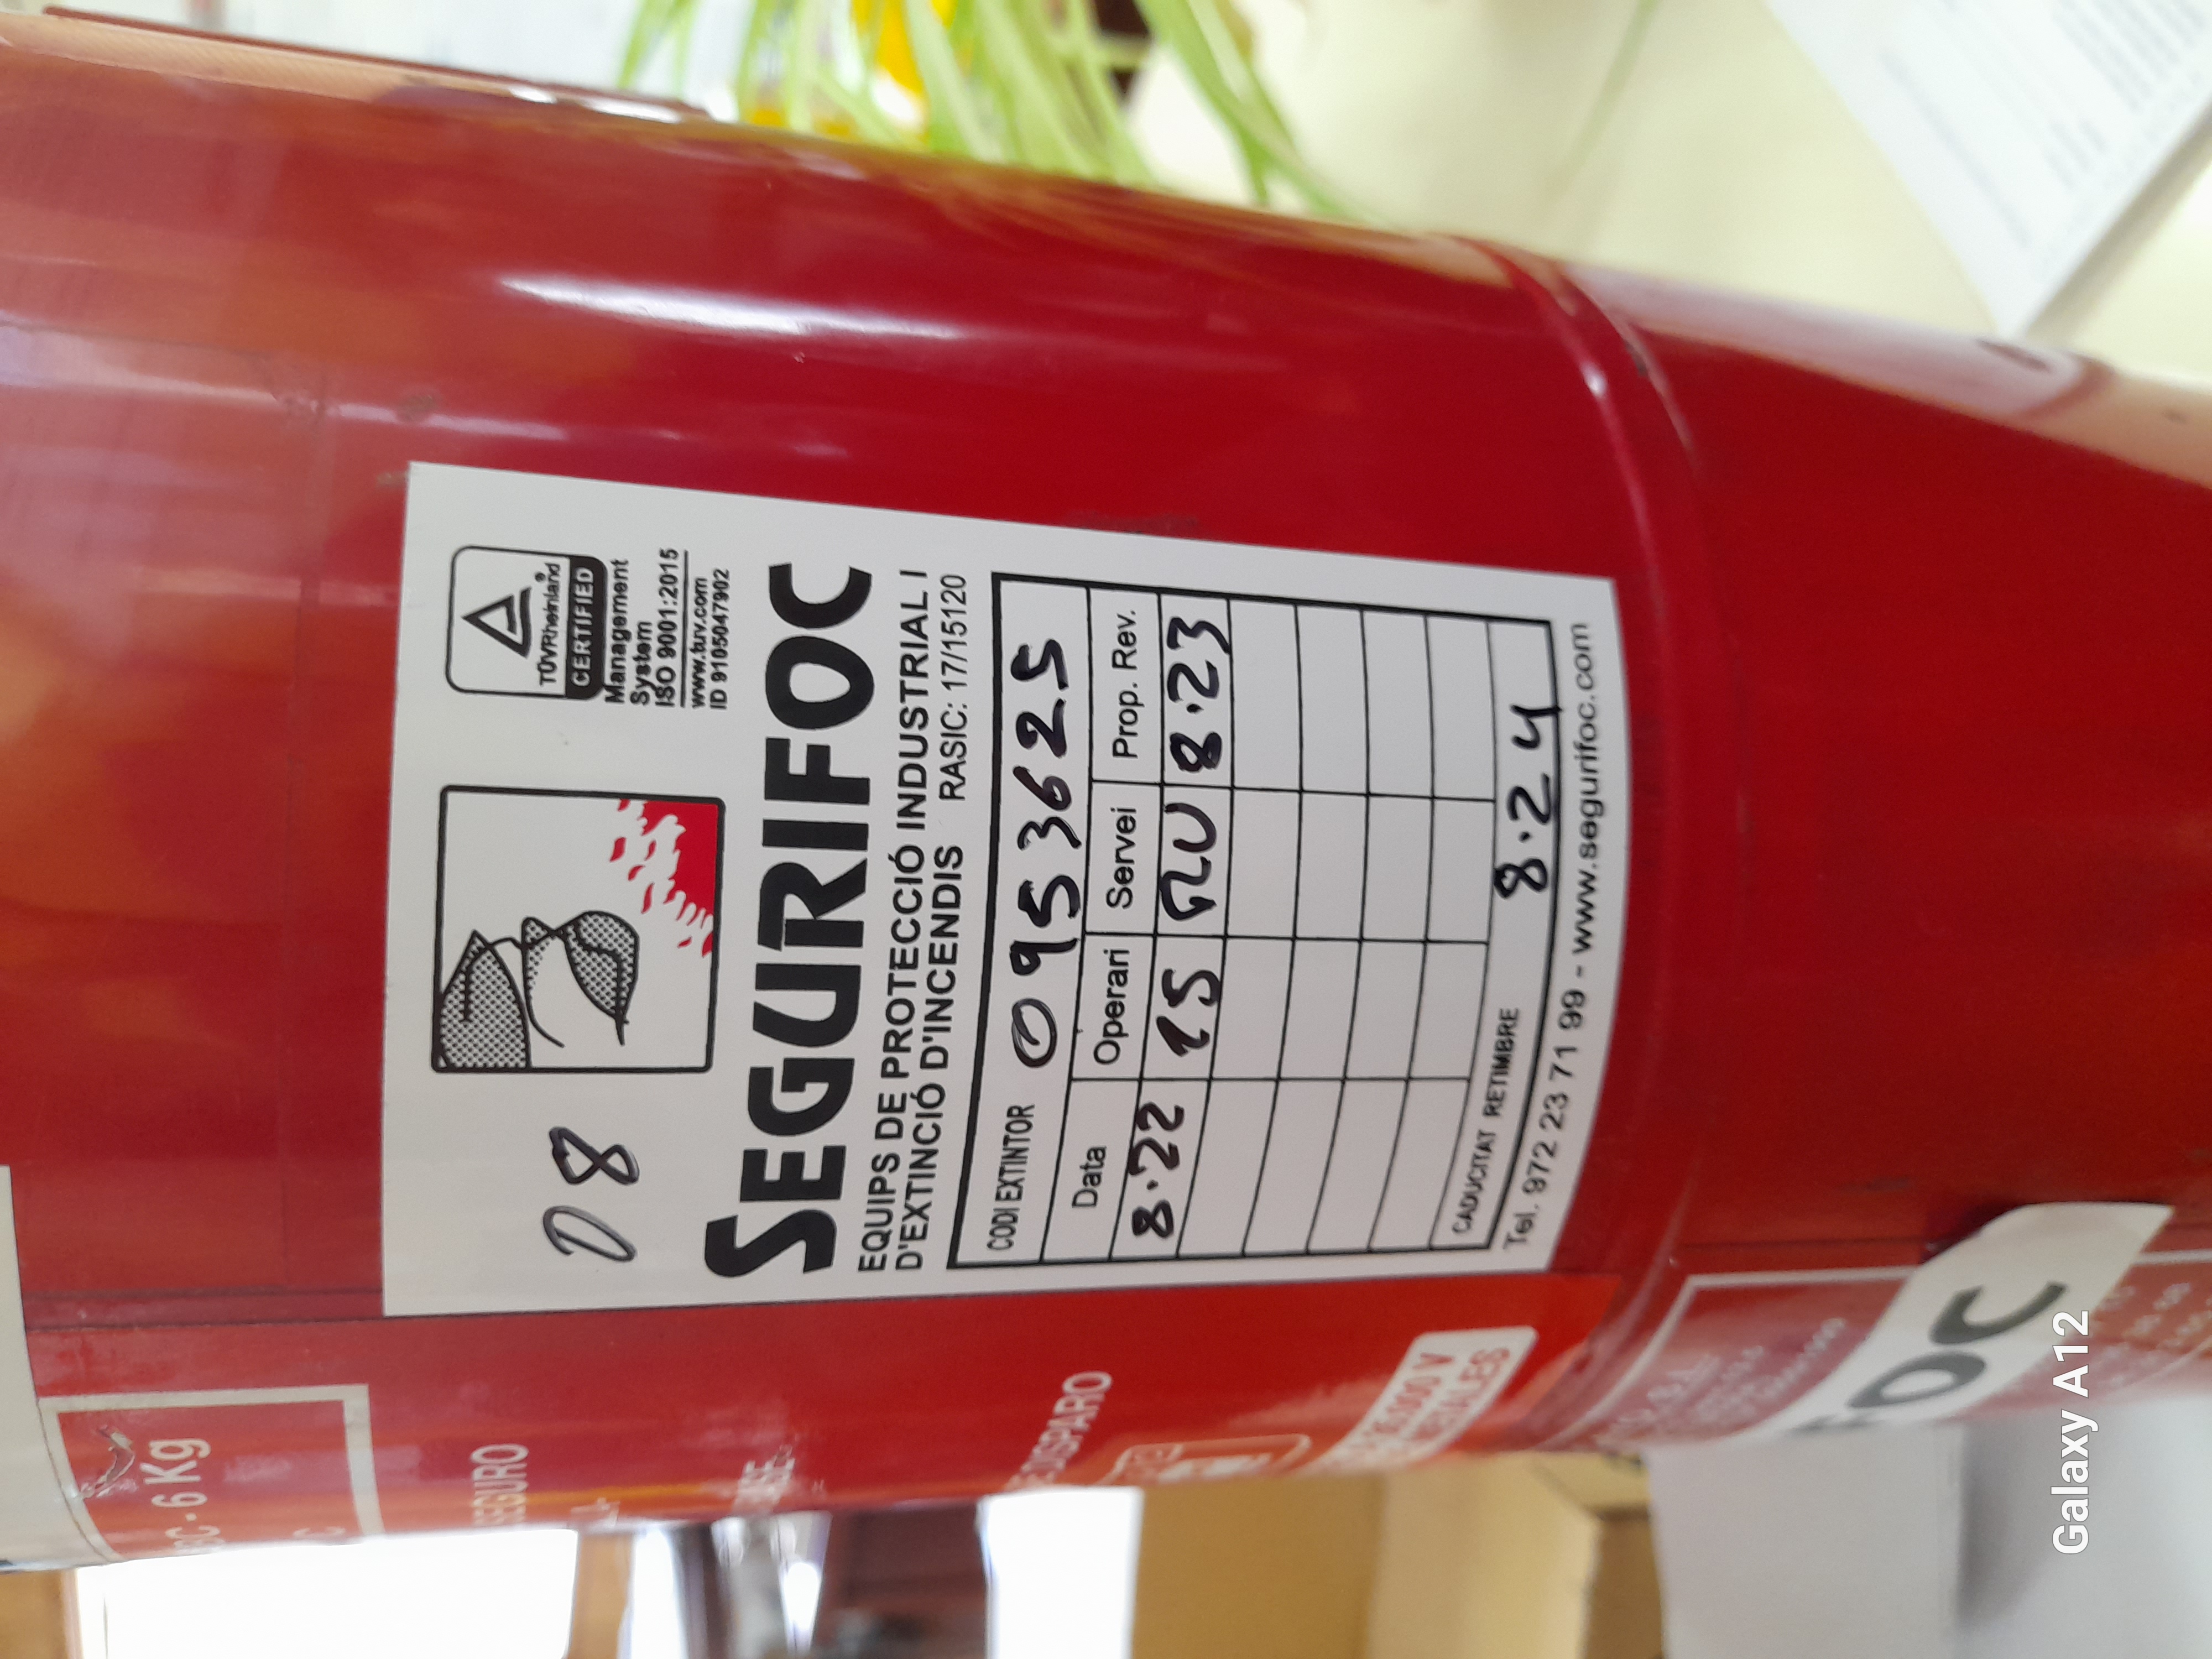 - 6 Kg
C
SEGURO
08
TÜVRheinland®
CERTIFIED
Management
System
ISO 9001:2015
www.tuv.com
ID 9105047902
SEGURIFOC
EQUIPS DE PROTECCIÓ INDUSTRIAL I
D'EXTINCIÓ D'INCENDIS RASIC: 17/15120
CODI EXTINTOR 0953625
Data Operari Servei Prop. Rev.
8·22 15 RU 8·23
CADUCITAT RETIMBRE 8·24
Tel. 972 23 71 99 - www.segurifoc.com
DISPARO
V
METALES
FOC
Galaxy A12